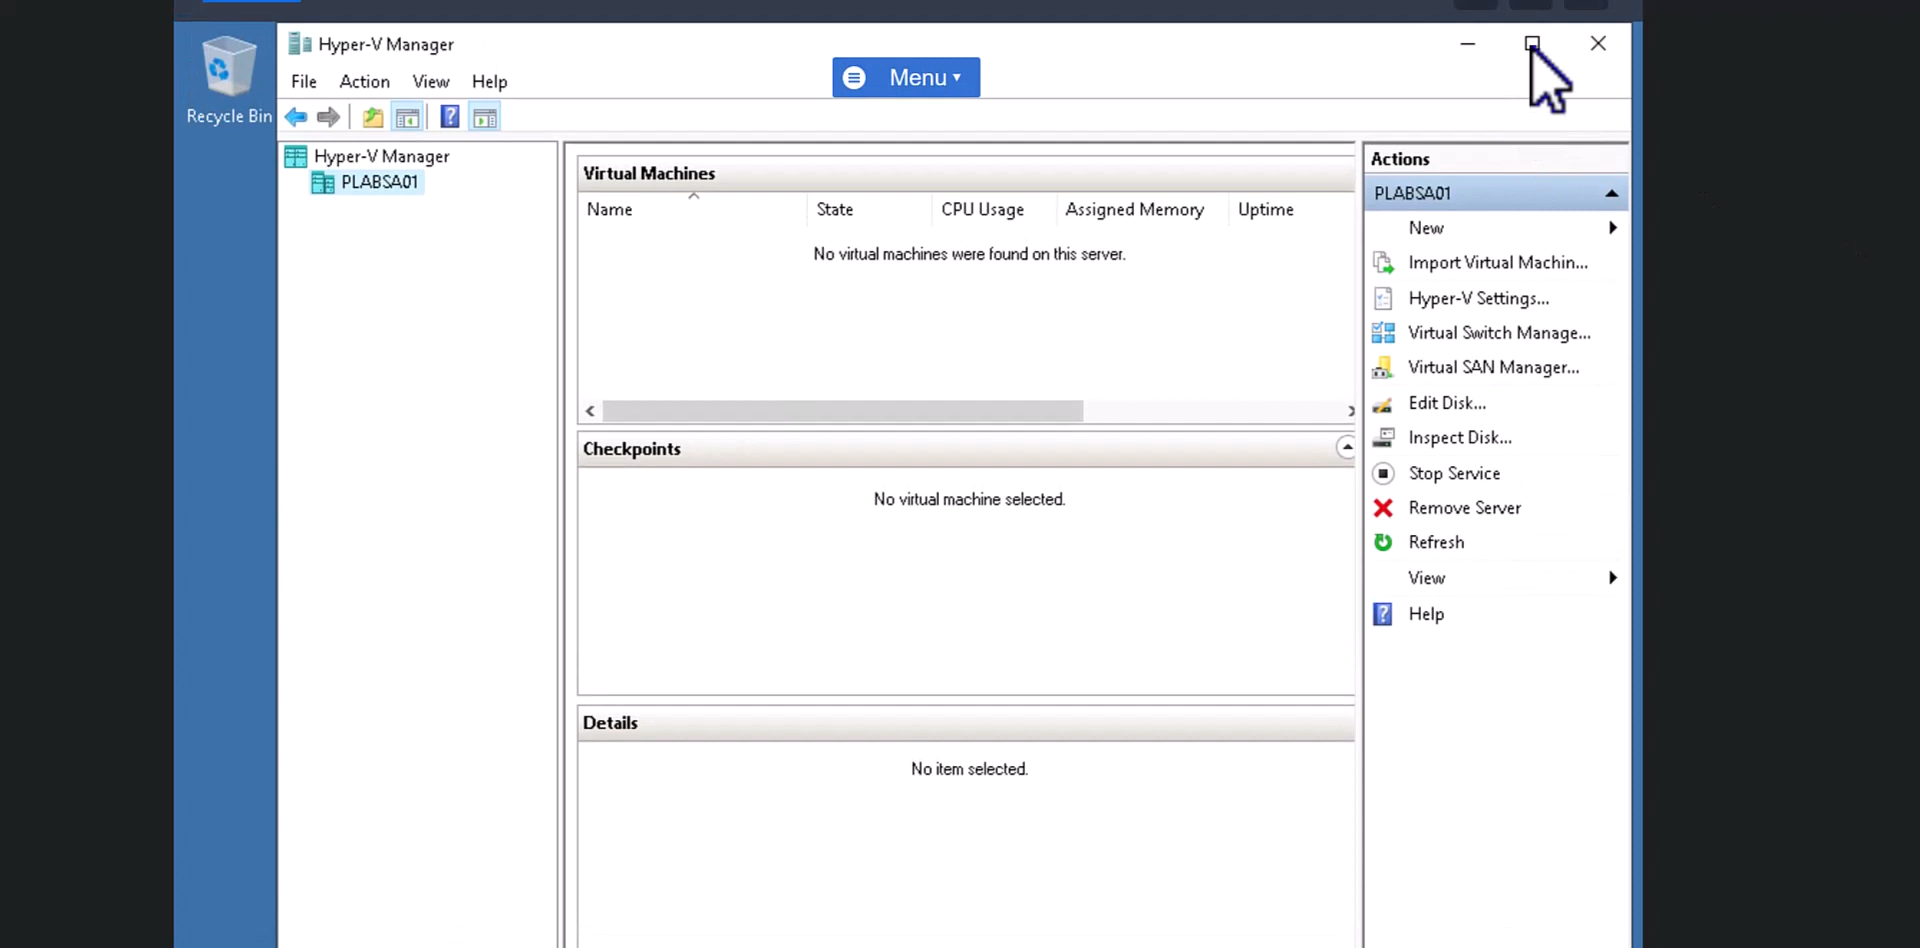 Recycle Bin
Hyper-V Manager
File Action View Help
Menu
Hyper-V Manager
PLABSA01
Virtual Machines
Name State CPU Usage Assigned Memory Uptime
No virtual machines were found on this server.
Checkpoints
No virtual machine selected.
Details
No item selected.
Actions
PLABSA01
New
Import Virtual Machin...
Hyper-V Settings...
Virtual Switch Manage...
Virtual SAN Manager...
Edit Disk...
Inspect Disk...
Stop Service
Remove Server
Refresh
View
Help